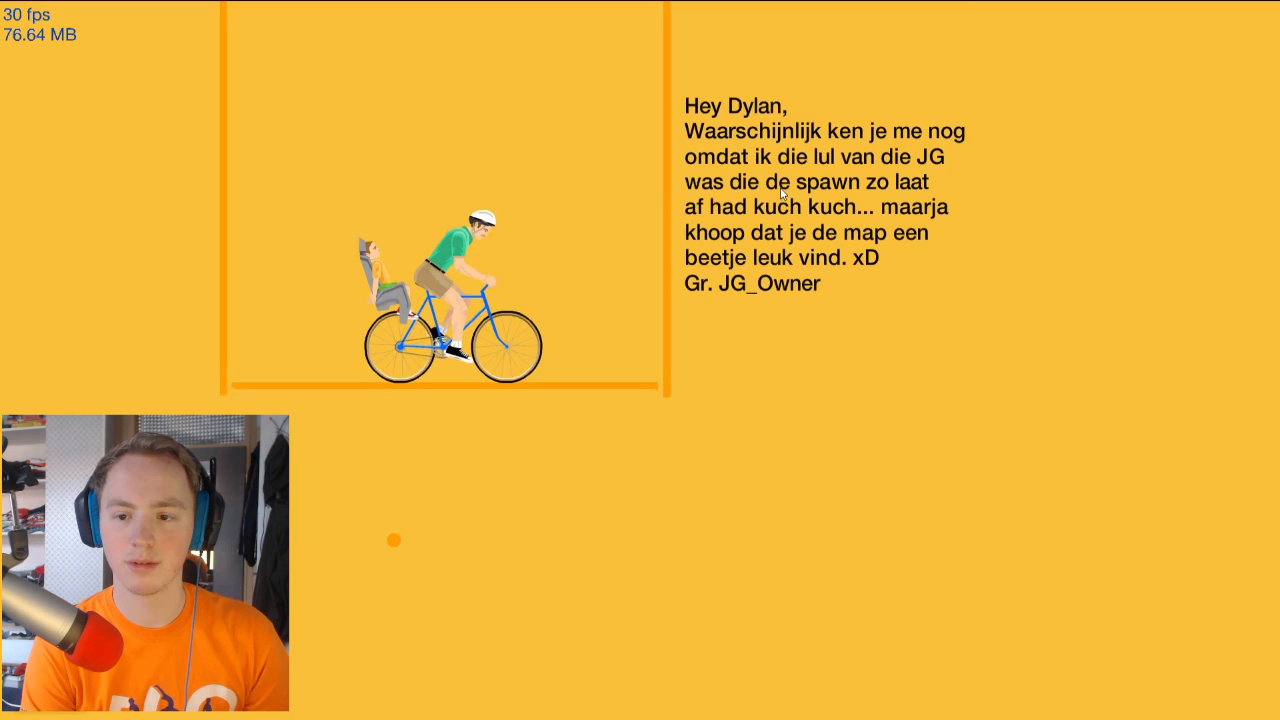 30 fps
76.64 MB
Hey Dylan,
Waarschijnlijk ken je me nog
omdat ik die lul van die JG
was die de spawn zo laat
af had kuch kuch... maarja
khoop dat je de map een
beetje leuk vind. xD
Gr. JG_Owner